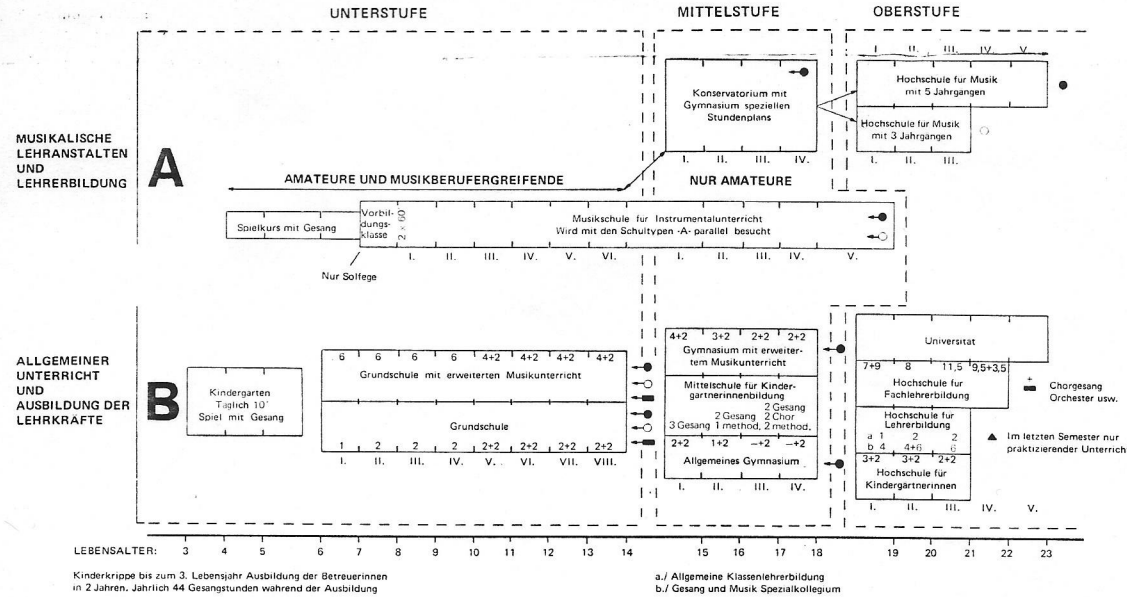 UNTERSTUFE MITTELSTUFE OBERSTUFE
I. II. III. IV. V.
Konservatorium mit
Gymnasium speziellen
Stundenplans
Hochschule fur Musik
mit 5 Jahrgangen
Hochschule fur Musik
mit 3 Jahrgangen
I. II. III. IV.
I. II. III.
MUSIKALISCHE
LEHRANSTALTEN
UND
LEHRERBILDUNG
A
AMATEURE UND MUSIKBERUFERGREIFENDE
NUR AMATEURE
Spielkurs mit Gesang
Vorbil-
dungs-
klasse
2 × 60'
Musikschule fur Instrumentalunterricht
Wird mit den Schultypen -A- parallel besucht
I. II. III. IV. V. VI. I. II. III. IV. V.
Nur Solfege
ALLGEMEINER
UNTERRICHT
UND
AUSBILDUNG DER
LEHRKRÄFTE
B
Kindergarten
Taglich 10'
Spiel mit Gesang
6 6 6 6 4+2 4+2 4+2 4+2
Grundschule mit erweiterten Musikunterricht
Grundschule
1 2 2 2 2+2 2+2 2+2 2+2
I. II. III. IV. V. VI. VII. VIII.
4+2 3+2 2+2 2+2
Gymnasium mit erweiter-
tem Musikunterricht
Mittelschule fur Kinder-
gartnerinnenbildung
2 Gesang
2 Gesang 2 Chor
3 Gesang 1 method, 2 method.
2+2 1+2 −+2 −+2
Allgemeines Gymnasium
I. II. III. IV.
Universitat
7+9 8 11,5 9,5+3,5
Hochschule fur
Fachlehrerbildung
Hochschule fur
Lehrerbildung
a 1 2 2
b 4 4+6 6
3+2 3+2 2+2
Hochschule für
Kindergärtnerinnen
I. II. III. IV. V.
+
Chorgesang
Orchester usw.
Im letzten Semester nur
praktizierender Unterrich
LEBENSALTER: 3 4 5 6 7 8 9 10 11 12 13 14 15 16 17 18 19 20 21 22 23
Kinderkrippe bis zum 3. Lebensjahr Ausbildung der Betreuerinnen
in 2 Jahren. Jahrlich 44 Gesangstunden wahrend der Ausbildung
a./ Allgemeine Klassenlehrerbildung
b./ Gesang und Musik Spezialkollegium